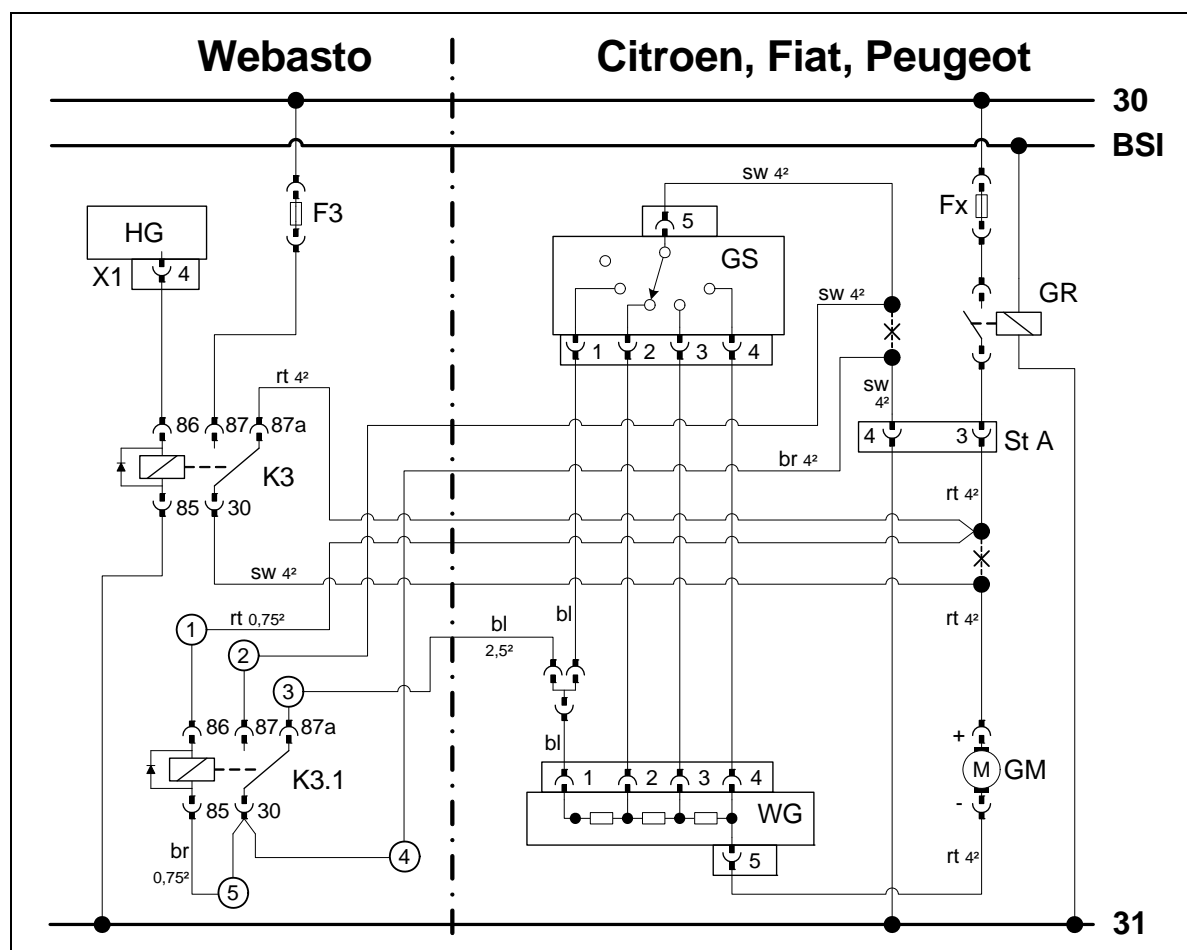 Webasto
Citroen, Fiat, Peugeot
30
BSI
sw 4²
F3
5
Fx
HG
GS
X1
4
sw 4²
GR
1
2
3
4
rt 4²
sw
4²
86
87
87a
4
3
St A
br 4²
K3
85
30
rt 4²
sw 4²
rt 0,75²
1
bl
bl
2,5²
rt 4²
2
3
86
87
87a
bl
+
K3.1
1
2
3
4
M
GM
85
30
WG
-
br
0,75²
4
5
5
rt 4²
31